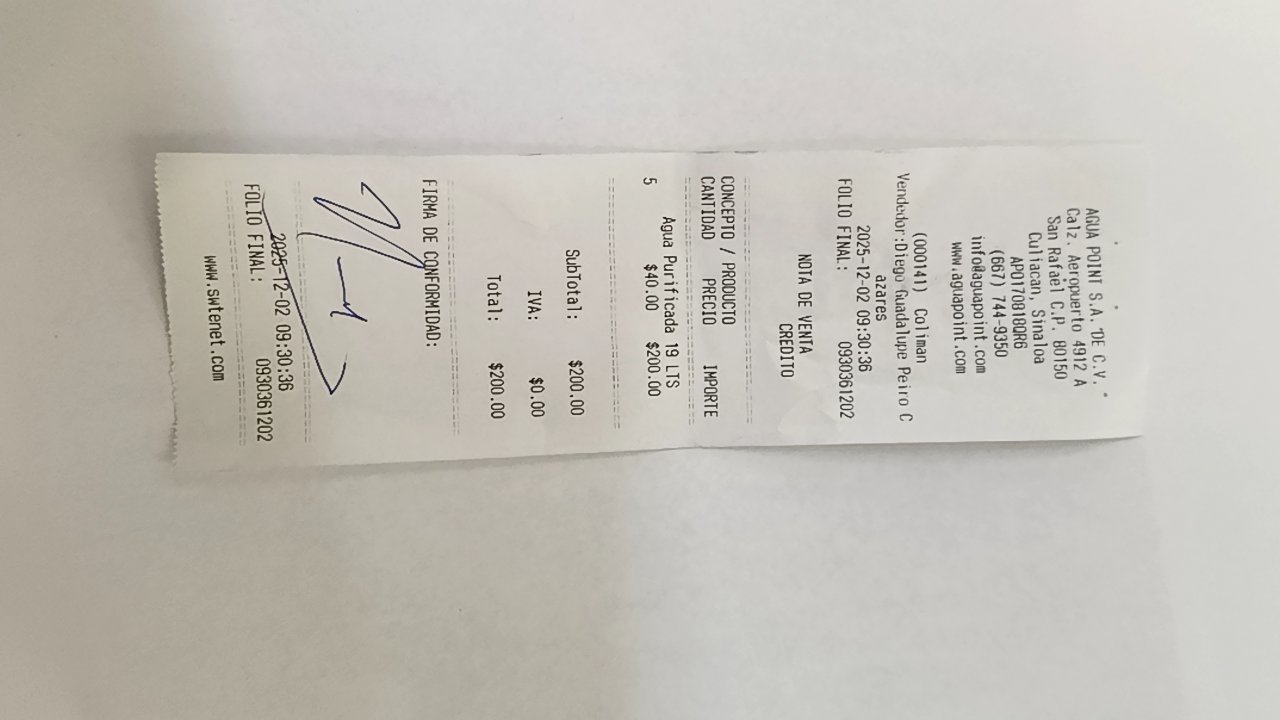 AGUA POINT S.A. DE C.V.
Calz. Aeropuerto 4912 A
San Rafael C.P. 80150
Culiacan, Sinaloa
APO170818QR6
(667) 744-9350
info@aguapoint.com
www.aguapoint.com
(000141) Coliman
Vendedor:Diego Guadalupe Peiro C
azares
2025-12-02 09:30:36
FOLIO FINAL: 0930361202
NOTA DE VENTA
CREDITO
CONCEPTO / PRODUCTO
CANTIDAD PRECIO IMPORTE
Agua Purificada 19 LTS
5 $40.00 $200.00
SubTotal: $200.00
IVA: $0.00
Total: $200.00
FIRMA DE CONFORMIDAD:
2025-12-02 09:30:36
FOLIO FINAL: 0930361202
www.swtenet.com